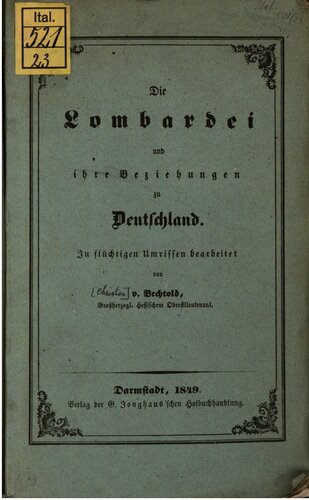 Ital.
521
23
Die
Lombardei
und
ihre Beziehungen
zu
Deutschland.
In flüchtigen Umrissen bearbeitet
von
v. Bechtold,
Großherzogl. Hessischem Oberstlieutenant.
Darmstadt, 1849.
Verlag der G. Jonghaus'schen Hofbuchhandlung.